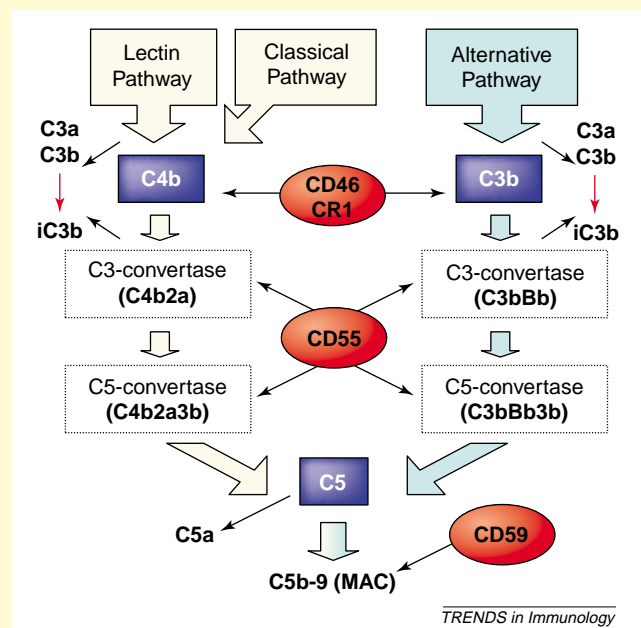 Lectin
Pathway
Classical
Pathway
Alternative
Pathway
C3a
C3b
iC3b
C4b
CD46
CR1
C3b
C3a
C3b
iC3b
C3-convertase
(C4b2a)
C3-convertase
(C3bBb)
CD55
C5-convertase
(C4b2a3b)
C5-convertase
(C3bBb3b)
C5
C5a
CD59
C5b-9 (MAC)
TRENDS in Immunology